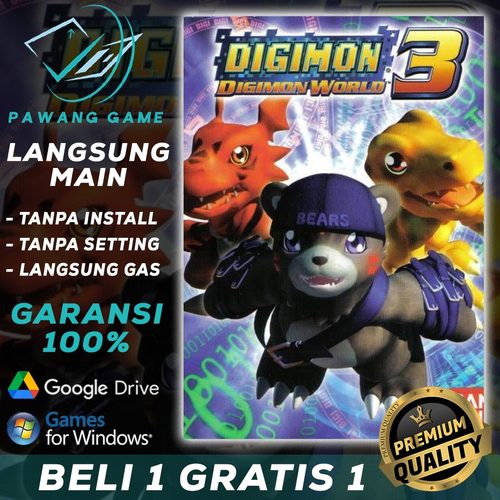 PAWANG GAME
LANGSUNG
MAIN
- TANPA INSTALL
- TANPA SETTING
- LANGSUNG GAS
GARANSI
100%
Google Drive
Games
for Windows®
DIGIMON
DIGIMON WORLD 3
BEARS
PREMIUM
QUALITY
BELI 1 GRATIS 1